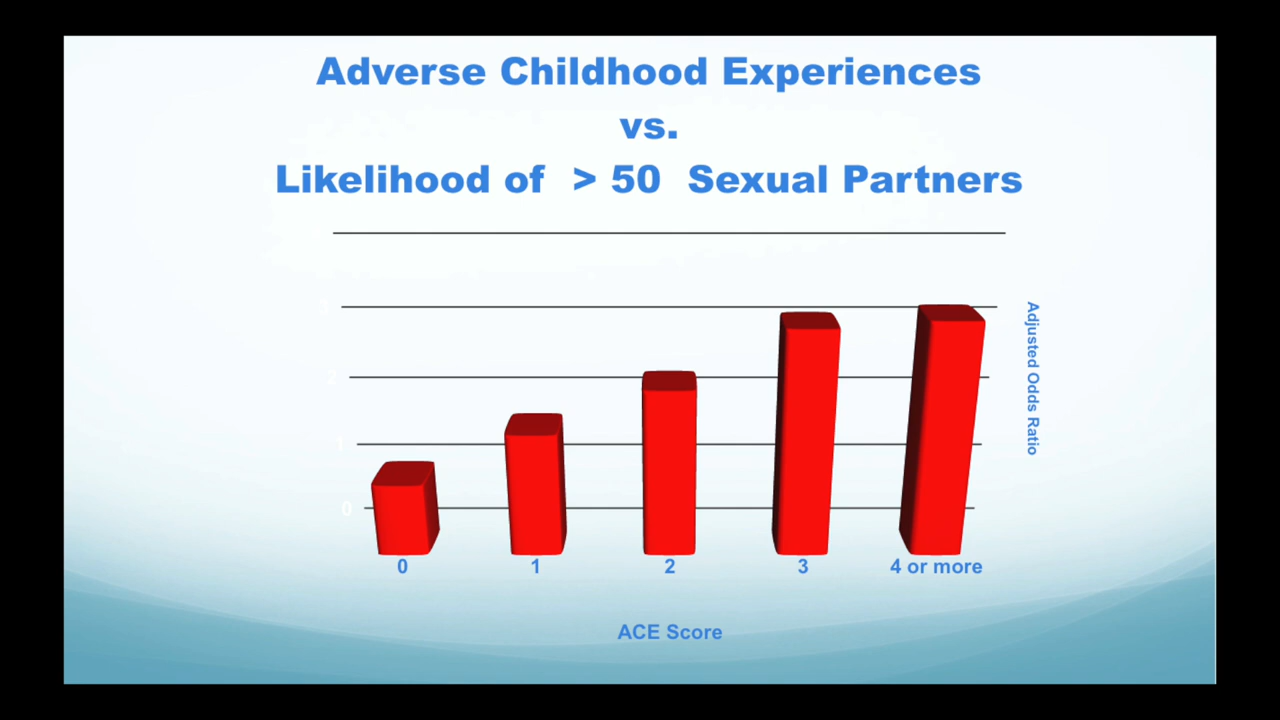 Adverse Childhood Experiences
vs.
Likelihood of > 50 Sexual Partners
2
1
0
Adjusted Odds Ratio
0 1 2 3 4 or more
ACE Score